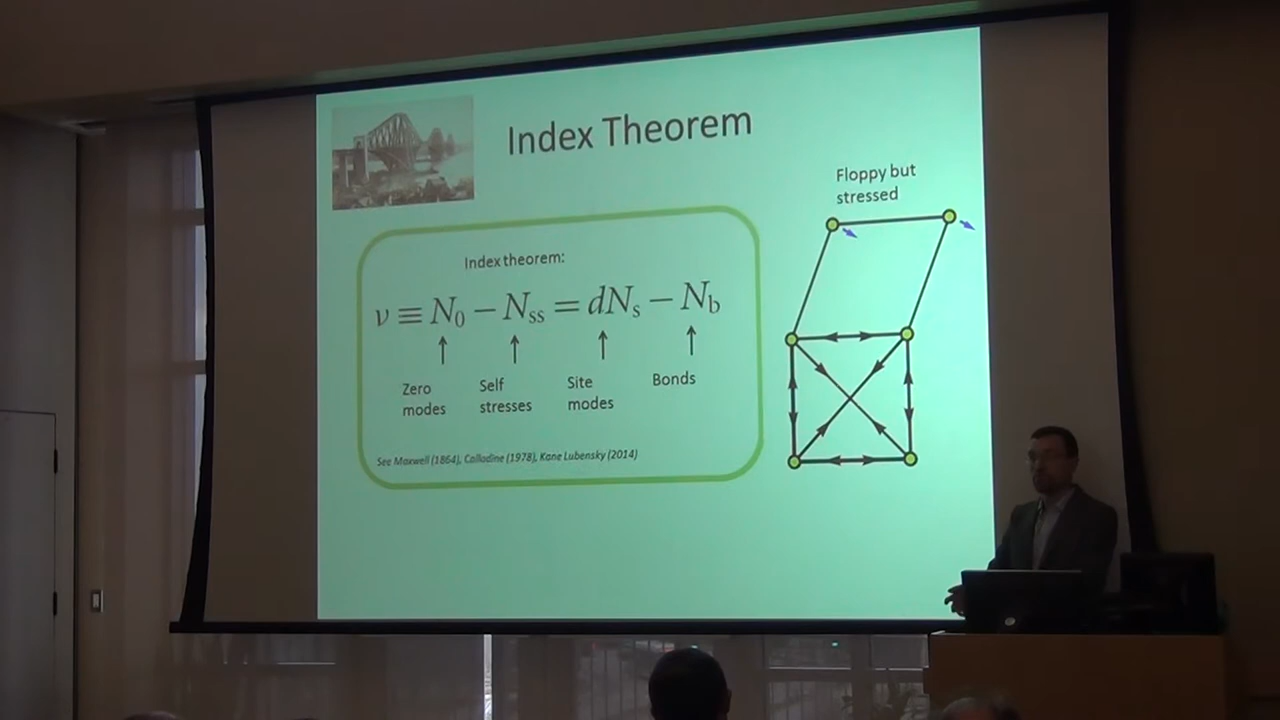 Index Theorem
Floppy but
stressed
Index theorem:
ν ≡ N₀ − Nss = dNs − Nb
Zero
modes
Self
stresses
Site
modes
Bonds
See Maxwell (1864), Calladine (1978), Kane Lubensky (2014)